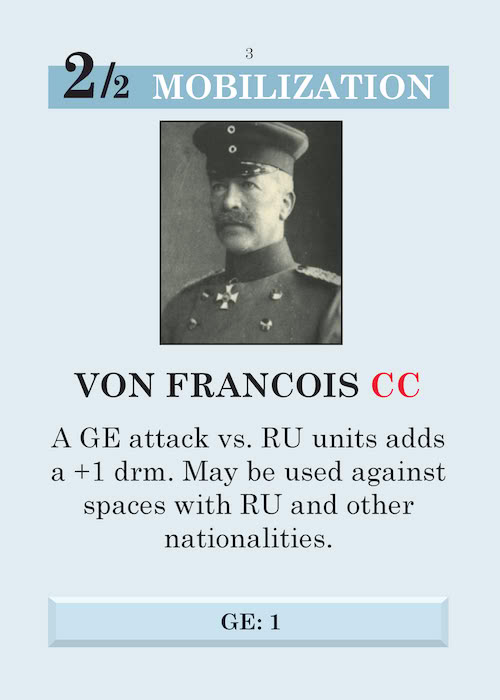 3
2/2 MOBILIZATION
VON FRANCOIS CC
A GE attack vs. RU units adds
a +1 drm. May be used against
spaces with RU and other
nationalities.
GE: 1